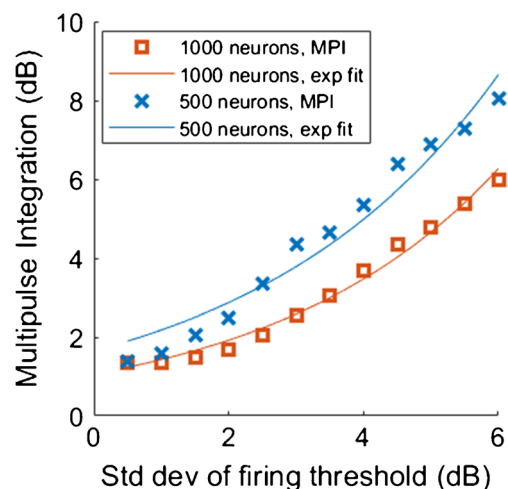 10
8
6
4
2
0
Multipulse Integration (dB)
1000 neurons, MPI
1000 neurons, exp fit
500 neurons, MPI
500 neurons, exp fit
0 2 4 6
Std dev of firing threshold (dB)